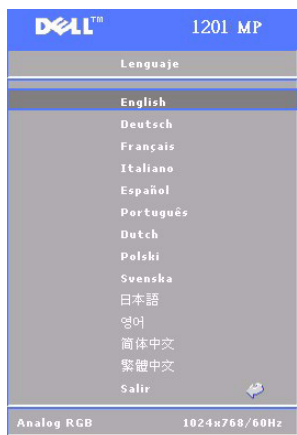 DELL™ 1201 MP
Lenguaje
English
Deutsch
Français
Italiano
Español
Português
Dutch
Polski
Svenska
日本語
영어
简体中文
繁體中文
Salir
Analog RGB 1024x768/60Hz